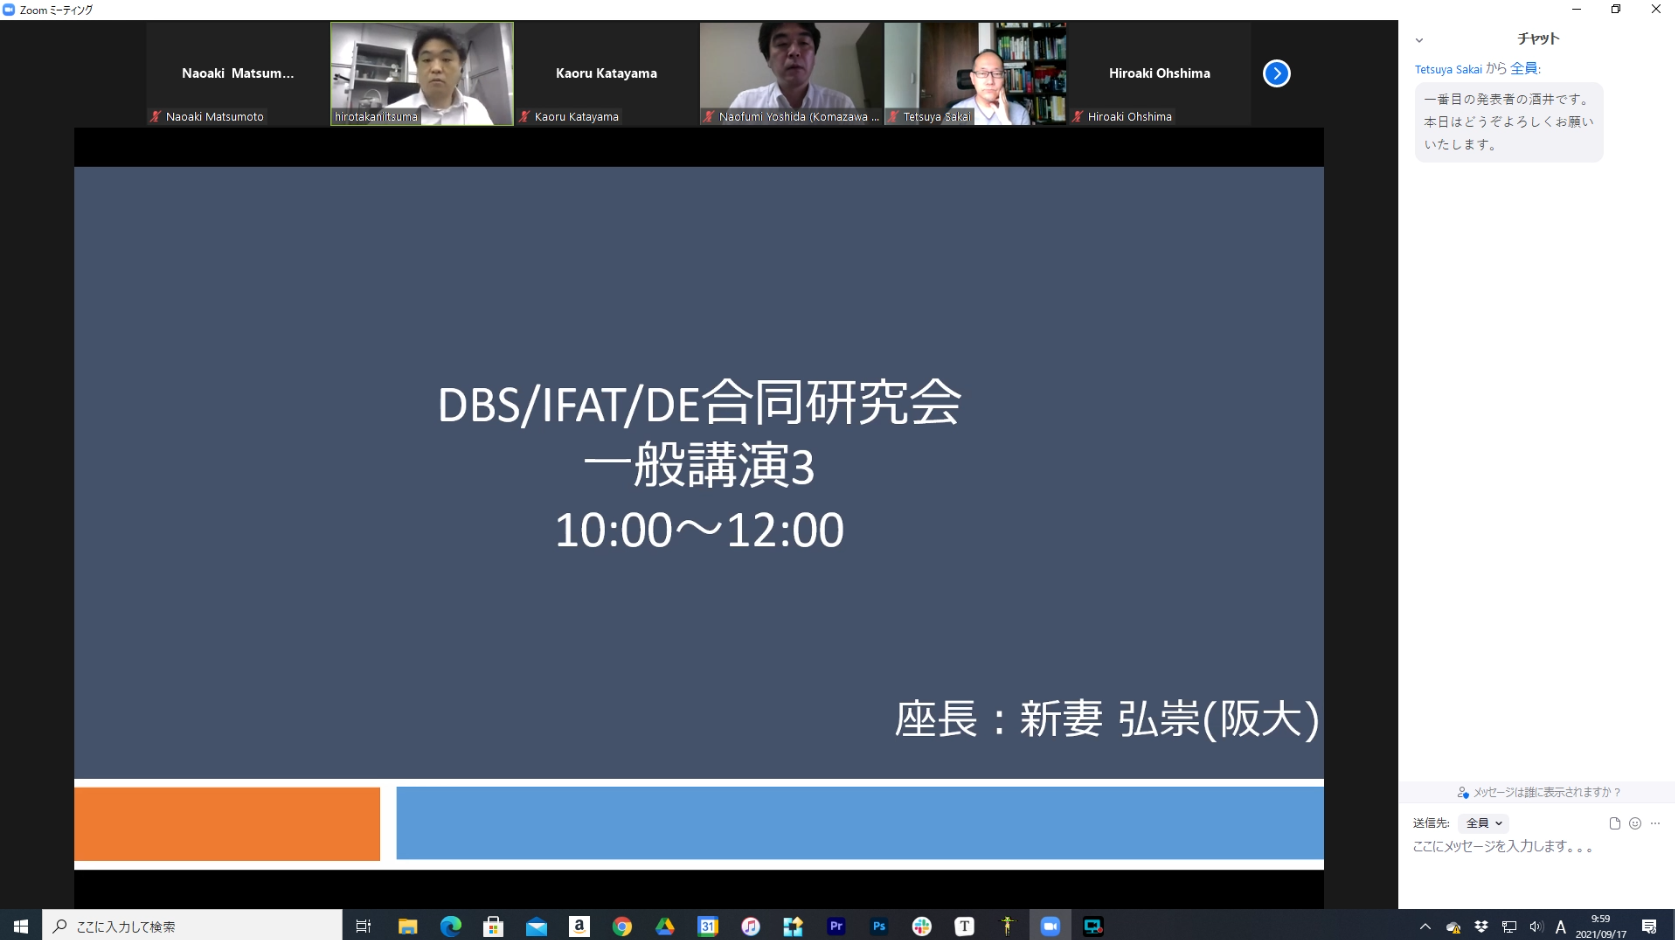 Zoom ミーティング
Naoaki Matsum...
Naoaki Matsumoto
hirotakaniitsuma
Kaoru Katayama
Kaoru Katayama
Naofumi Yoshida (Komazawa ...
Tetsuya Sakai
Hiroaki Ohshima
Hiroaki Ohshima
DBS/IFAT/DE合同研究会
一般講演3
10:00～12:00
座長：新妻 弘崇(阪大)
チャット
Tetsuya Sakai から 全員:
一番目の発表者の酒井です。
本日はどうぞよろしくお願い
いたします。
メッセージは誰に表示されますか？
送信先: 全員
ここにメッセージを入力します。。。
ここに入力して検索
a
31
Pr
Ps
T
A
9:59
2021/09/17